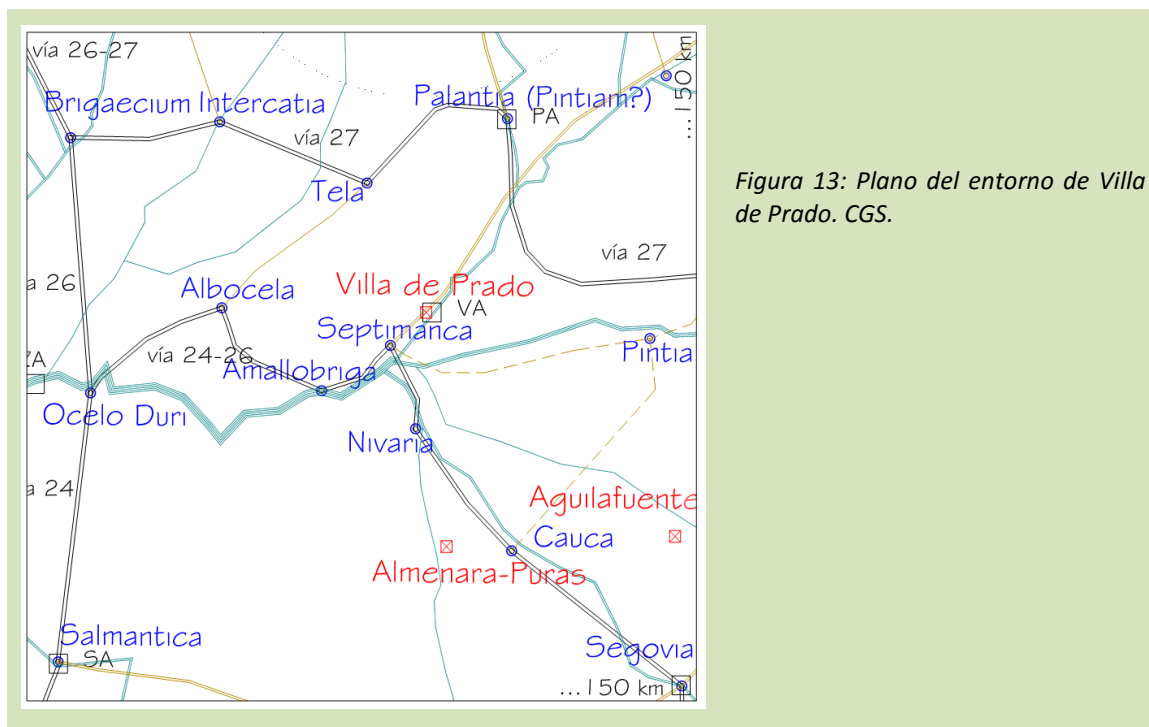 vía 26-27
...150 km
Brigaecium Intercatia
Palantia (Pintiam?)
PA
vía 27
Tela
Figura 13: Plano del entorno de Villa
de Prado. CGS.
vía 27
a 26
Albocela
Villa de Prado
VA
Septimanca
vía 24-26
Pintia
ZA
Amallobriga
Ocelo Duri
Nivaria
a 24
Aguilafuente
Cauca
Almenara-Puras
Salmantica
SA
Segovia
...150 km